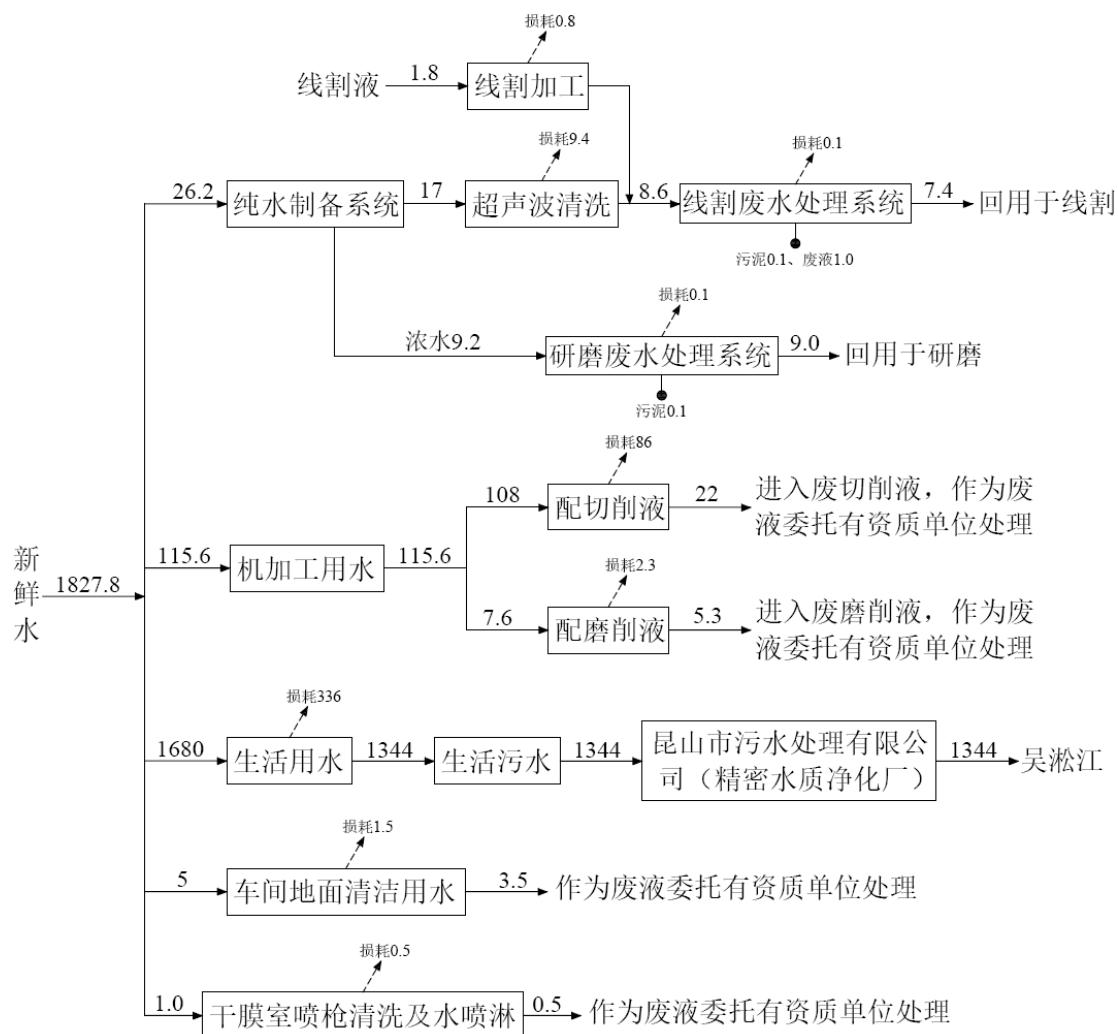 损耗0.8
线割液
1.8
线割加工
损耗9.4
损耗0.1
26.2
纯水制备系统
17
超声波清洗
8.6
线割废水处理系统
7.4
回用于线割
污泥0.1、废液1.0
损耗0.1
浓水9.2
研磨废水处理系统
9.0
回用于研磨
污泥0.1
损耗86
108
配切削液
22
进入废切削液，作为废
液委托有资质单位处理
新
鲜
水
1827.8
115.6
机加工用水
115.6
损耗2.3
7.6
配磨削液
5.3
进入废磨削液，作为废
液委托有资质单位处理
损耗336
1680
生活用水
1344
生活污水
1344
昆山市污水处理有限公
司（精密水质净化厂）
1344
吴淞江
损耗1.5
5
车间地面清洁用水
3.5
作为废液委托有资质单位处理
损耗0.5
1.0
干膜室喷枪清洗及水喷淋
0.5
作为废液委托有资质单位处理